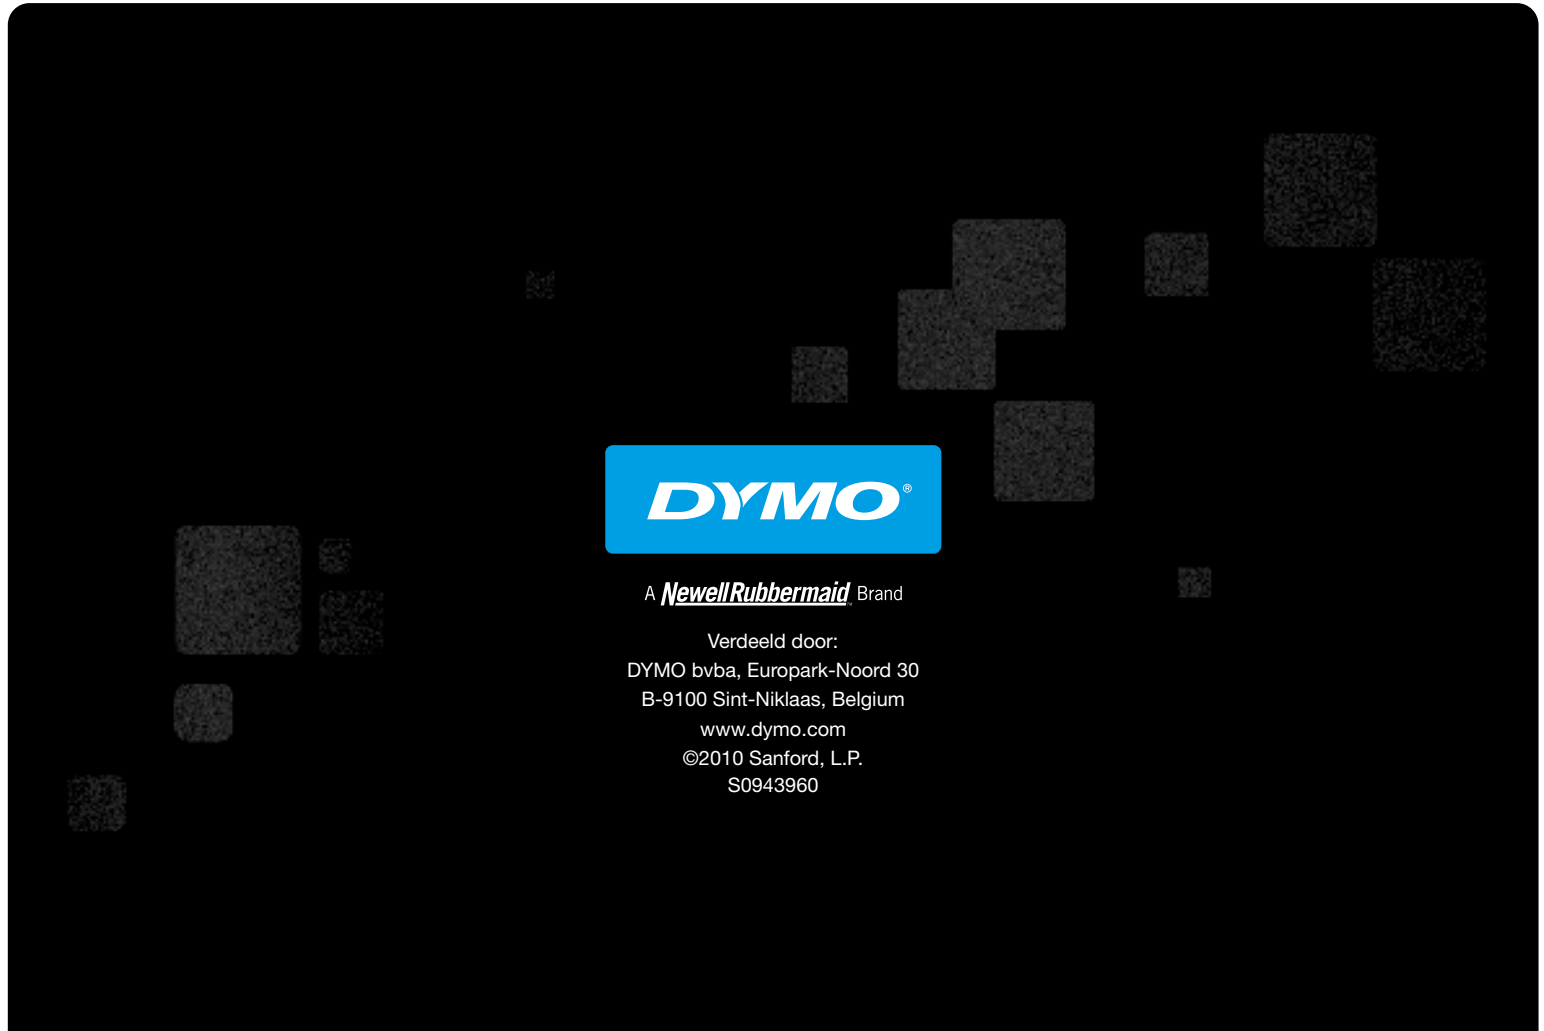 DYMO®
A NewellRubbermaid™ Brand
Verdeeld door:
DYMO bvba, Europark-Noord 30
B-9100 Sint-Niklaas, Belgium
www.dymo.com
©2010 Sanford, L.P.
S0943960